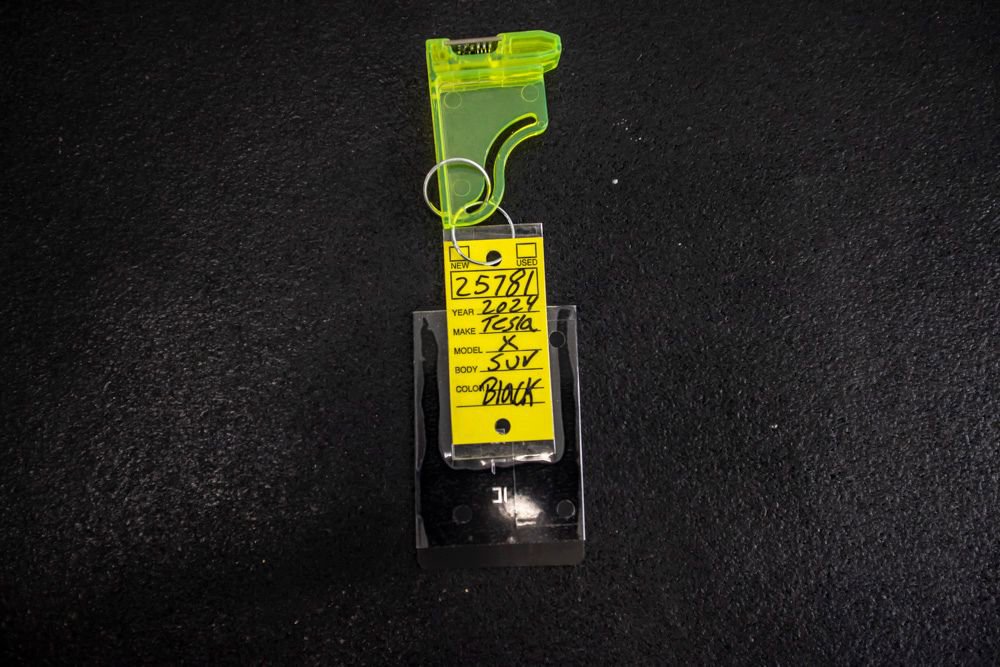 NEW USED
25781
YEAR 2024
MAKE Tesla
MODEL X
BODY SUV
COLOR Black